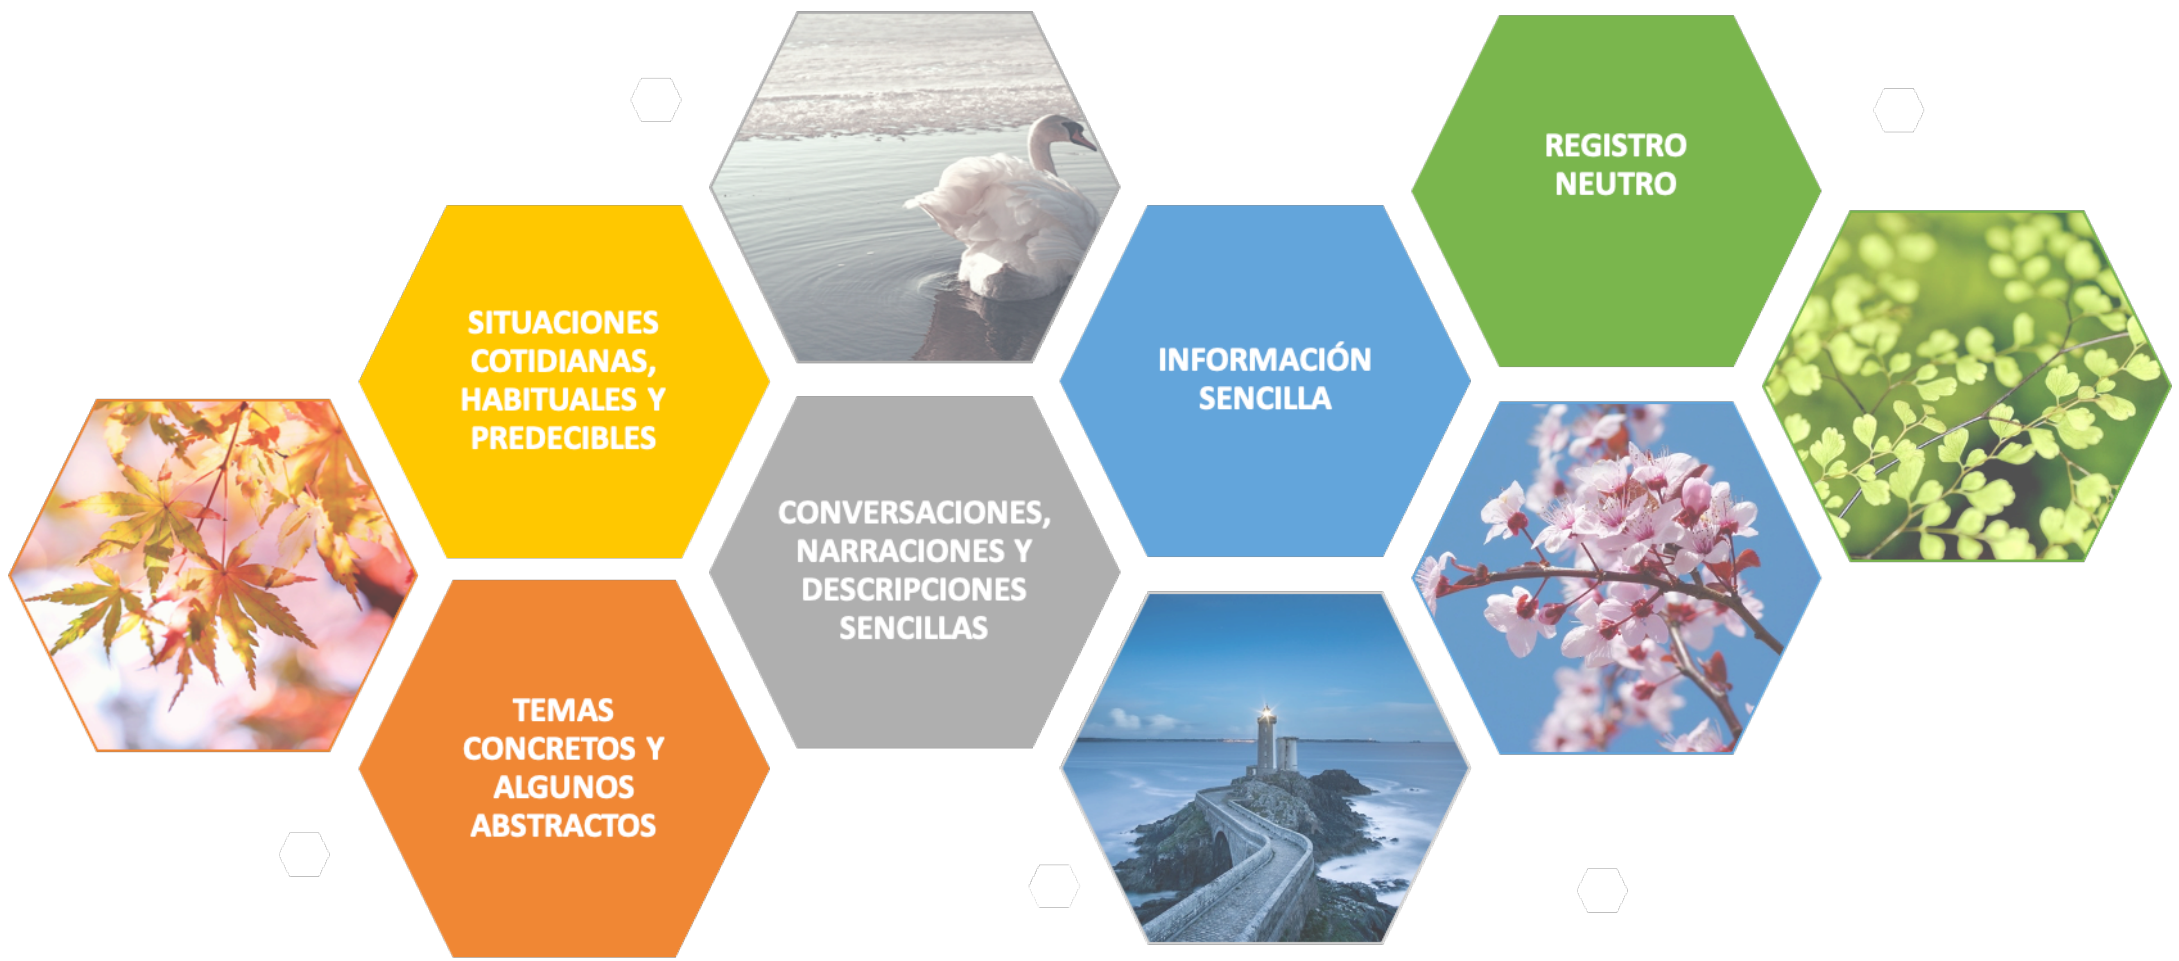 SITUACIONES
COTIDIANAS,
HABITUALES Y
PREDECIBLES
TEMAS
CONCRETOS Y
ALGUNOS
ABSTRACTOS
CONVERSACIONES,
NARRACIONES Y
DESCRIPCIONES
SENCILLAS
INFORMACIÓN
SENCILLA
REGISTRO
NEUTRO